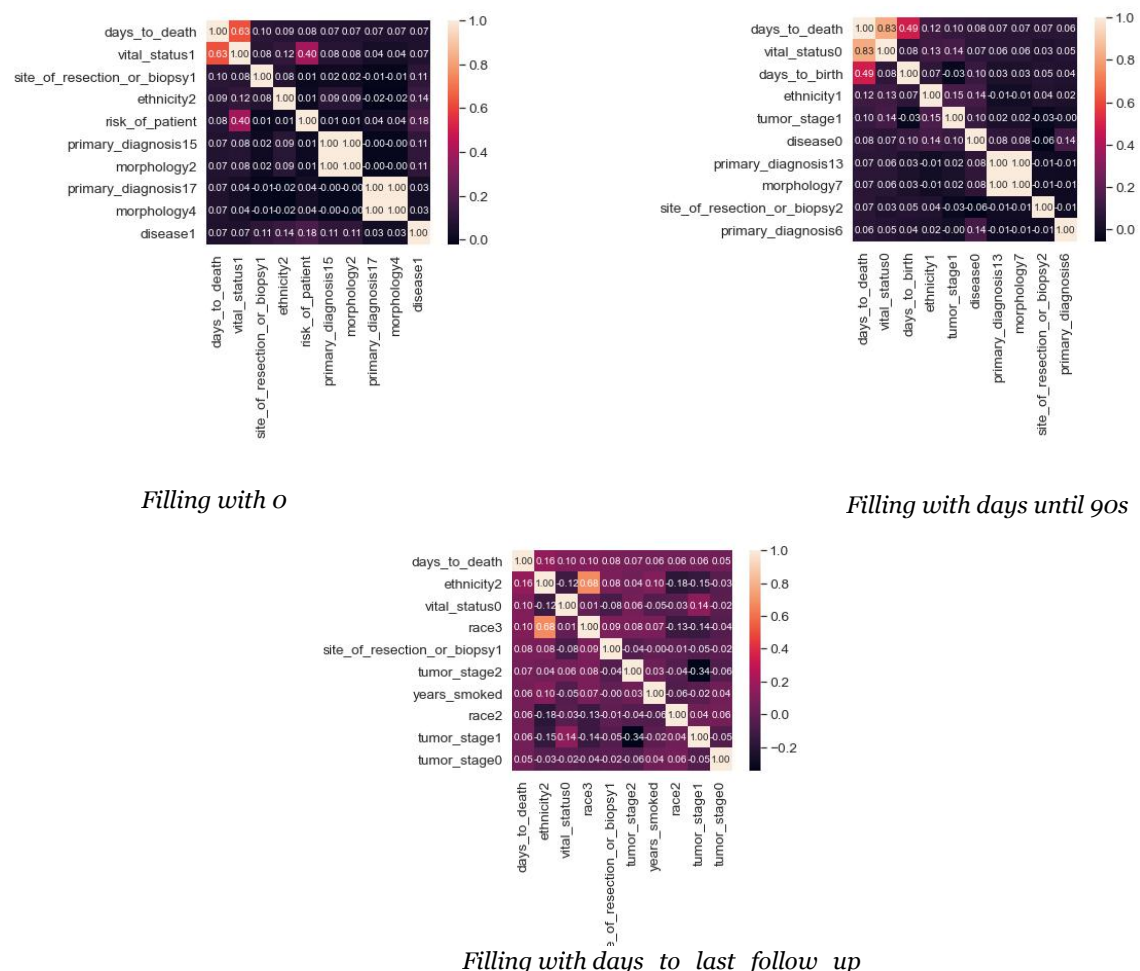 days_to_death 1.00 0.63 0.10 0.09 0.08 0.07 0.07 0.07 0.07 0.07
vital_status1 0.63 1.00 0.08 0.12 0.40 0.08 0.08 0.04 0.04 0.07
site_of_resection_or_biopsy1 0.10 0.08 1.00 0.08 0.01 0.02 0.02 -0.01 -0.01 0.11
ethnicity2 0.09 0.12 0.08 1.00 0.01 0.09 0.09 -0.02 -0.02 0.14
risk_of_patient 0.08 0.40 0.01 0.01 1.00 0.01 0.01 0.04 0.04 0.18
primary_diagnosis15 0.07 0.08 0.02 0.09 0.01 1.00 1.00 -0.00 -0.00 0.11
morphology2 0.07 0.08 0.02 0.09 0.01 1.00 1.00 -0.00 -0.00 0.11
primary_diagnosis17 0.07 0.04 -0.01 -0.02 0.04 -0.00 -0.00 1.00 1.00 0.03
morphology4 0.07 0.04 -0.01 -0.02 0.04 -0.00 -0.00 1.00 1.00 0.03
disease1 0.07 0.07 0.11 0.14 0.18 0.11 0.11 0.03 0.03 1.00
1.0
0.8
0.6
0.4
0.2
0.0
days_to_death
vital_status1
site_of_resection_or_biopsy1
ethnicity2
risk_of_patient
primary_diagnosis15
morphology2
primary_diagnosis17
morphology4
disease1
Filling with 0
days_to_death 1.00 0.83 0.49 0.12 0.10 0.08 0.07 0.07 0.07 0.06
vital_status0 0.83 1.00 0.08 0.13 0.14 0.07 0.06 0.06 0.03 0.05
days_to_birth 0.49 0.08 1.00 0.07 -0.03 0.10 0.03 0.03 0.05 0.04
ethnicity1 0.12 0.13 0.07 1.00 0.15 0.14 -0.01 -0.01 0.04 0.02
tumor_stage1 0.10 0.14 -0.03 0.15 1.00 0.10 0.02 0.02 -0.03 -0.00
disease0 0.08 0.07 0.10 0.14 0.10 1.00 0.08 0.08 -0.06 0.14
primary_diagnosis13 0.07 0.06 0.03 -0.01 0.02 0.08 1.00 1.00 -0.01 -0.01
morphology7 0.07 0.06 0.03 -0.01 0.02 0.08 1.00 1.00 -0.01 -0.01
site_of_resection_or_biopsy2 0.07 0.03 0.05 0.04 -0.03 -0.06 -0.01 -0.01 1.00 -0.01
primary_diagnosis6 0.06 0.05 0.04 0.02 -0.00 0.14 -0.01 -0.01 -0.01 1.00
1.0
0.8
0.6
0.4
0.2
0.0
days_to_death
vital_status0
days_to_birth
ethnicity1
tumor_stage1
disease0
primary_diagnosis13
morphology7
site_of_resection_or_biopsy2
primary_diagnosis6
Filling with days until 90s
days_to_death 1.00 0.16 0.10 0.10 0.08 0.07 0.06 0.06 0.06 0.05
ethnicity2 0.16 1.00 -0.12 0.68 0.08 0.04 0.10 -0.18 -0.15 -0.03
vital_status0 0.10 -0.12 1.00 0.01 -0.08 0.06 -0.05 -0.03 0.14 -0.02
race3 0.10 0.68 0.01 1.00 0.09 0.08 0.07 -0.13 -0.14 -0.04
site_of_resection_or_biopsy1 0.08 0.08 -0.08 0.09 1.00 -0.04 -0.00 -0.01 -0.05 -0.02
tumor_stage2 0.07 0.04 0.06 0.08 -0.04 1.00 0.03 -0.04 -0.34 -0.06
years_smoked 0.06 0.10 -0.05 0.07 -0.00 0.03 1.00 -0.06 -0.02 0.04
race2 0.06 -0.18 -0.03 -0.13 -0.01 -0.04 -0.06 1.00 0.04 0.06
tumor_stage1 0.06 -0.15 0.14 -0.14 -0.05 -0.34 -0.02 0.04 1.00 -0.05
tumor_stage0 0.05 -0.03 -0.02 -0.04 -0.02 -0.06 0.04 0.06 -0.05 1.00
1.0
0.8
0.6
0.4
0.2
0.0
−0.2
days_to_death
ethnicity2
vital_status0
race3
e_of_resection_or_biopsy1
tumor_stage2
years_smoked
race2
tumor_stage1
tumor_stage0
Filling with days_to_last_follow_up